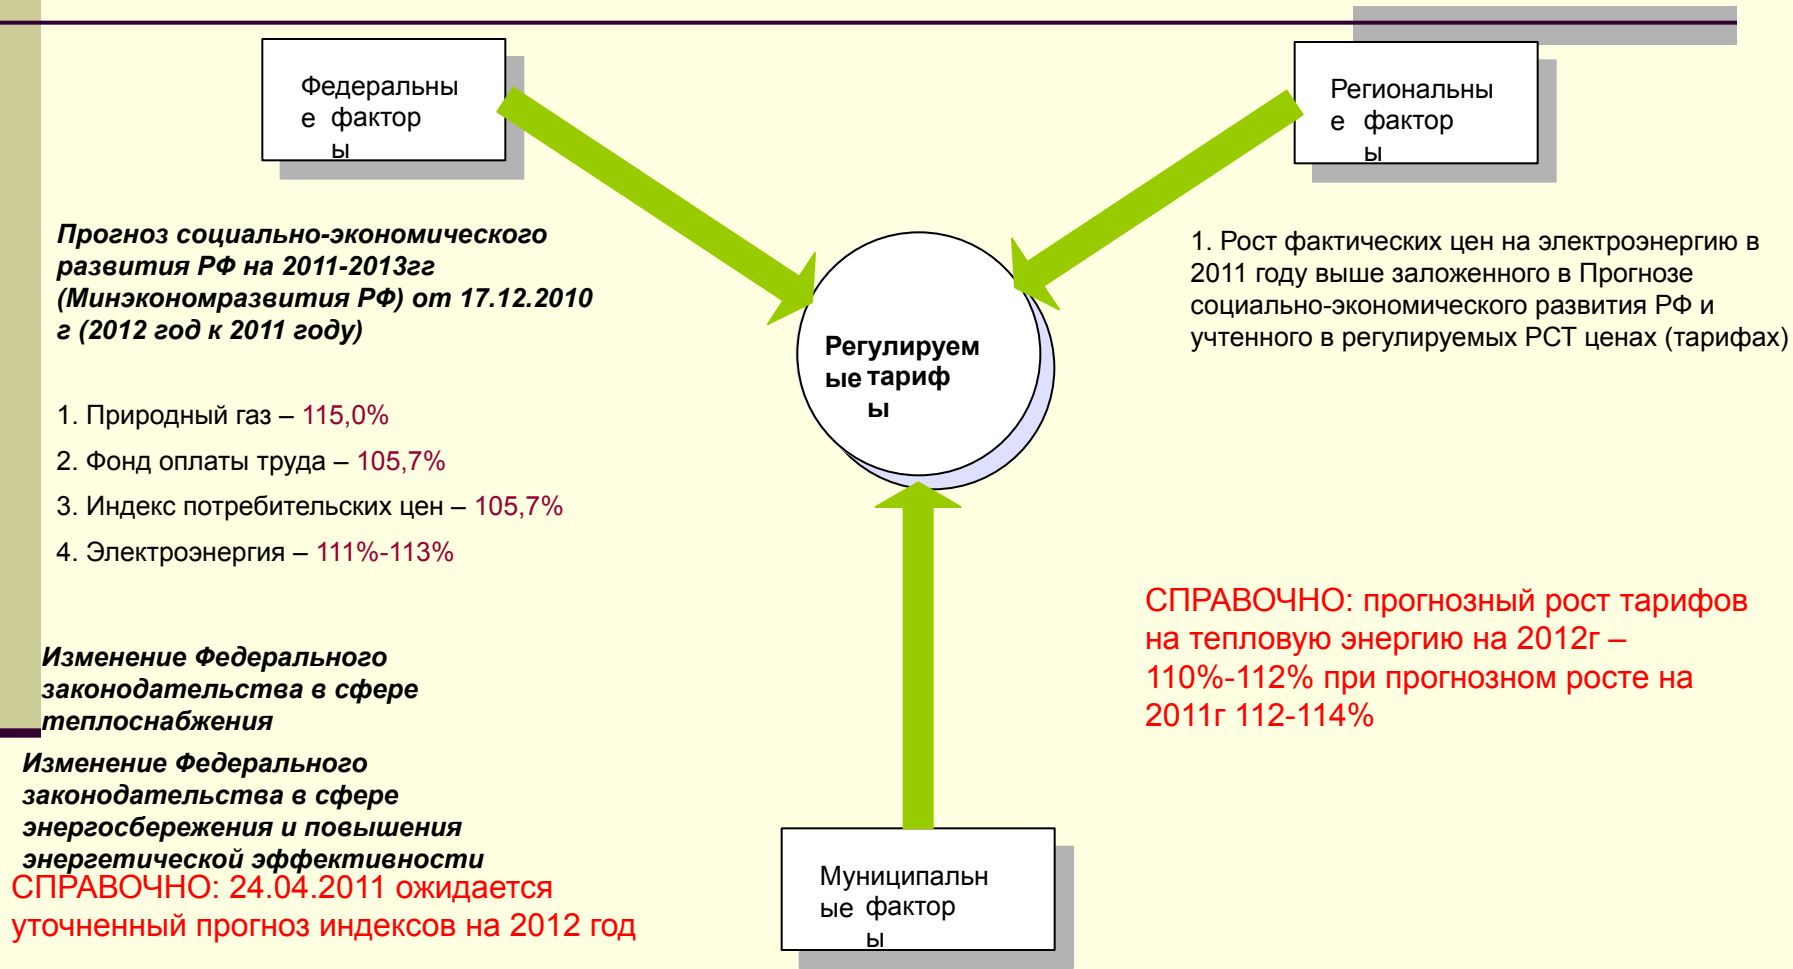 Федеральны
е фактор
ы
Региональны
е фактор
ы
Прогноз социально-экономического
развития РФ на 2011-2013гг
(Минэкономразвития РФ) от 17.12.2010
г (2012 год к 2011 году)
1. Природный газ – 115,0%
2. Фонд оплаты труда – 105,7%
3. Индекс потребительских цен – 105,7%
4. Электроэнергия – 111%-113%
Изменение Федерального
законодательства в сфере
теплоснабжения
Изменение Федерального
законодательства в сфере
энергосбережения и повышения
энергетической эффективности
СПРАВОЧНО: 24.04.2011 ожидается
уточненный прогноз индексов на 2012 год
Регулируем
ые тариф
ы
1. Рост фактических цен на электроэнергию в
2011 году выше заложенного в Прогнозе
социально-экономического развития РФ и
учтенного в регулируемых РСТ ценах (тарифах)
СПРАВОЧНО: прогнозный рост тарифов
на тепловую энергию на 2012г –
110%-112% при прогнозном росте на
2011г 112-114%
Муниципальн
ые фактор
ы